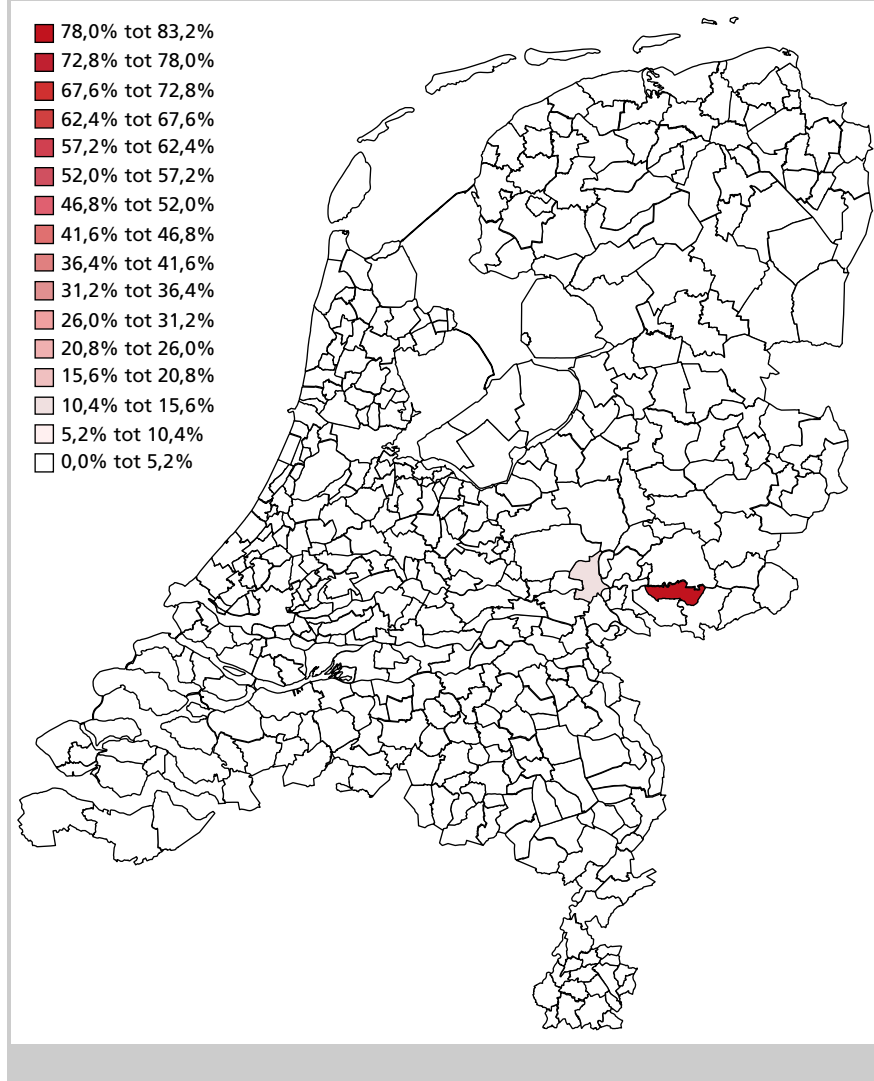 78,0% tot 83,2%
72,8% tot 78,0%
67,6% tot 72,8%
62,4% tot 67,6%
57,2% tot 62,4%
52,0% tot 57,2%
46,8% tot 52,0%
41,6% tot 46,8%
36,4% tot 41,6%
31,2% tot 36,4%
26,0% tot 31,2%
20,8% tot 26,0%
15,6% tot 20,8%
10,4% tot 15,6%
5,2% tot 10,4%
0,0% tot 5,2%